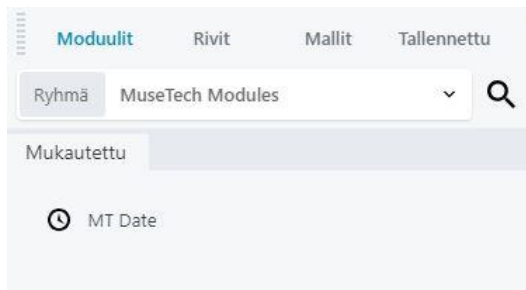 Moduulit Rivit Mallit Tallennettu
Ryhmä MuseTech Modules
Mukautettu
MT Date